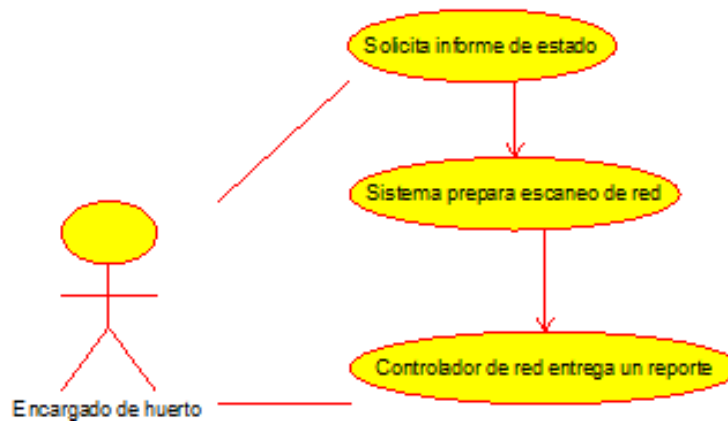 Solicita informe de estado
Sistema prepara escaneo de red
Controlador de red entrega un reporte
Encargado de huerto